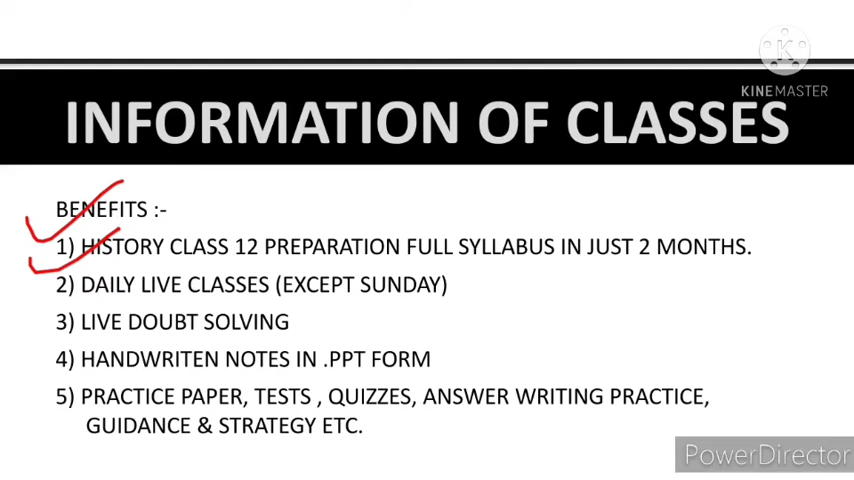 KINEMASTER
INFORMATION OF CLASSES
BENEFITS :-
1) HISTORY CLASS 12 PREPARATION FULL SYLLABUS IN JUST 2 MONTHS.
2) DAILY LIVE CLASSES (EXCEPT SUNDAY)
3) LIVE DOUBT SOLVING
4) HANDWRITEN NOTES IN .PPT FORM
5) PRACTICE PAPER, TESTS , QUIZZES, ANSWER WRITING PRACTICE,
GUIDANCE & STRATEGY ETC.
PowerDirector